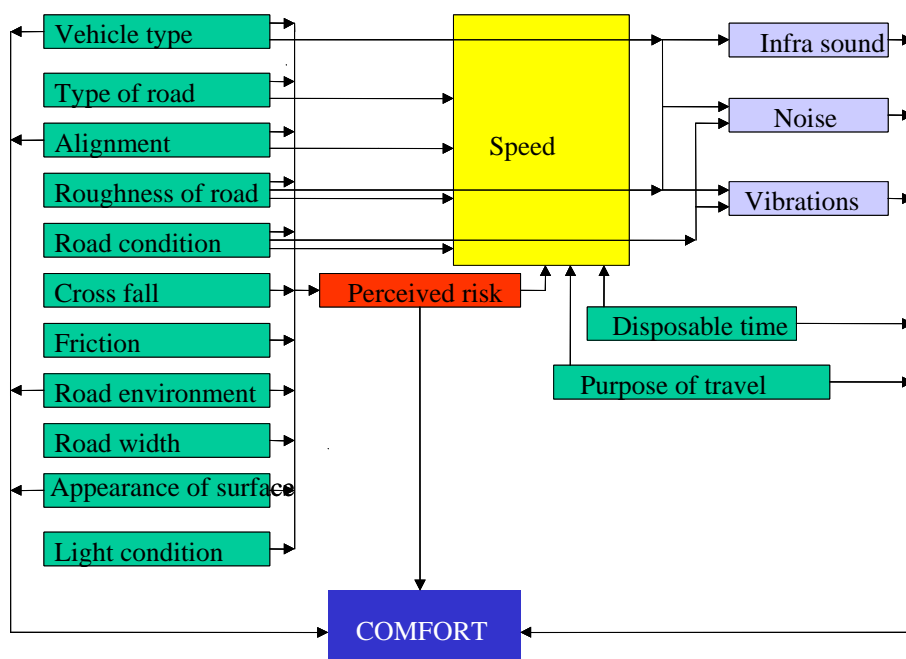 Vehicle type
Type of road
Alignment
Roughness of road
Road condition
Cross fall
Friction
Road environment
Road width
Appearance of surface
Light condition
Speed
Perceived risk
Infra sound
Noise
Vibrations
Disposable time
Purpose of travel
COMFORT